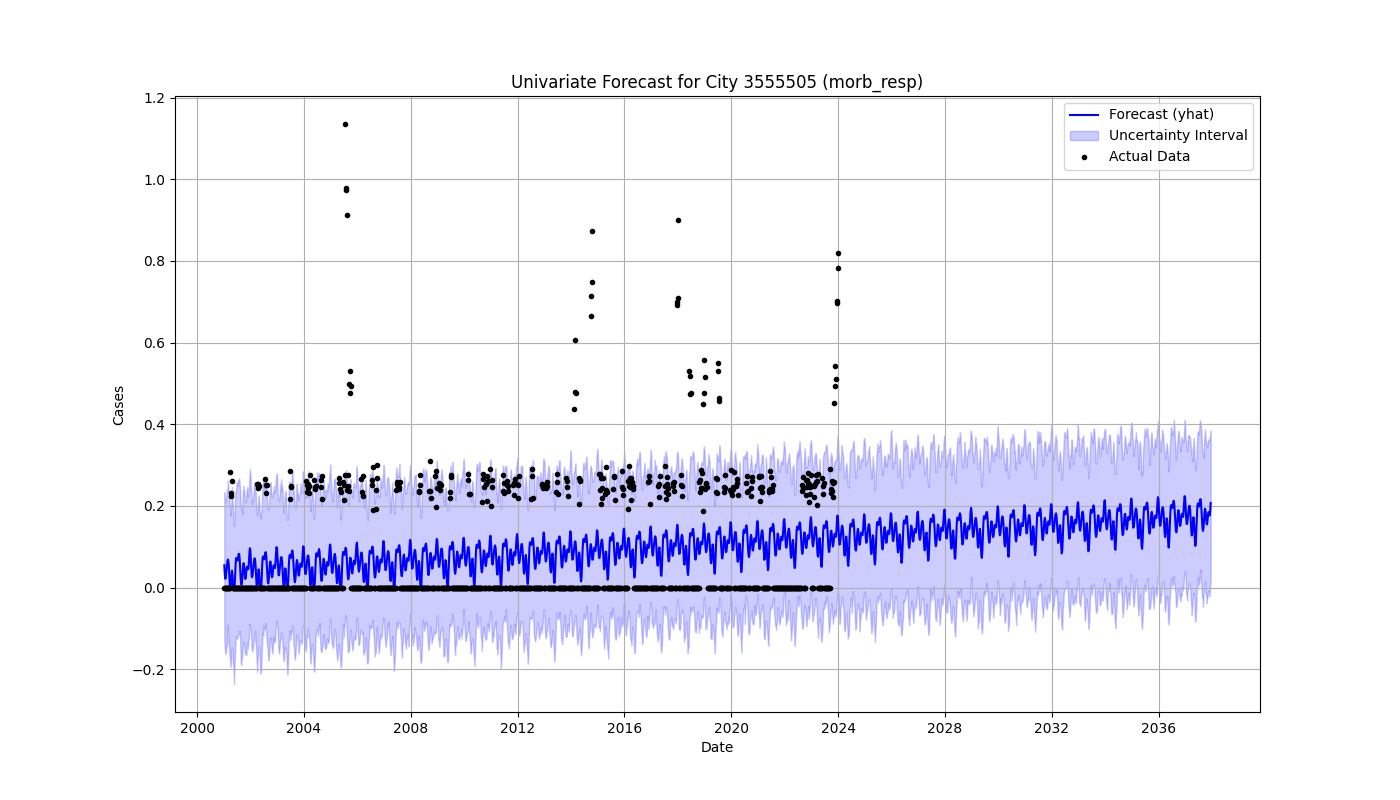 Univariate Forecast for City 3555505 (morb_resp)
Forecast (yhat)
Uncertainty Interval
Actual Data
Cases
1.2
1.0
0.8
0.6
0.4
0.2
0.0
−0.2
2000 2004 2008 2012 2016 2020 2024 2028 2032 2036
Date